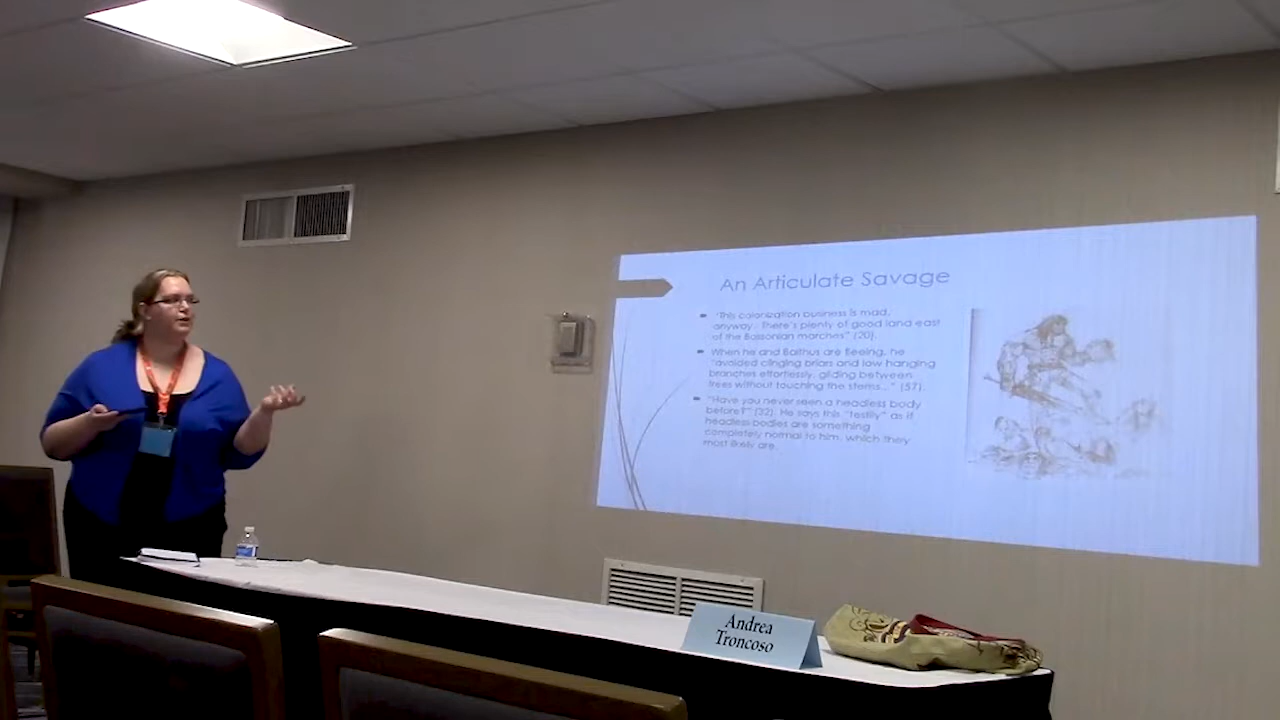 An Articulate Savage
"This colonization business is mad,
anyway. There's plenty of good land east
of the Bossonian marches" (20).
When he and Balthus are fleeing, he
"avoided clinging briars and low hanging
branches effortlessly, gliding between
trees without touching the stems..." (57).
"Have you never seen a headless body
before?" (32). He says this "testily" as if
headless bodies are something
completely normal to him, which they
most likely are.
Andrea
Troncoso